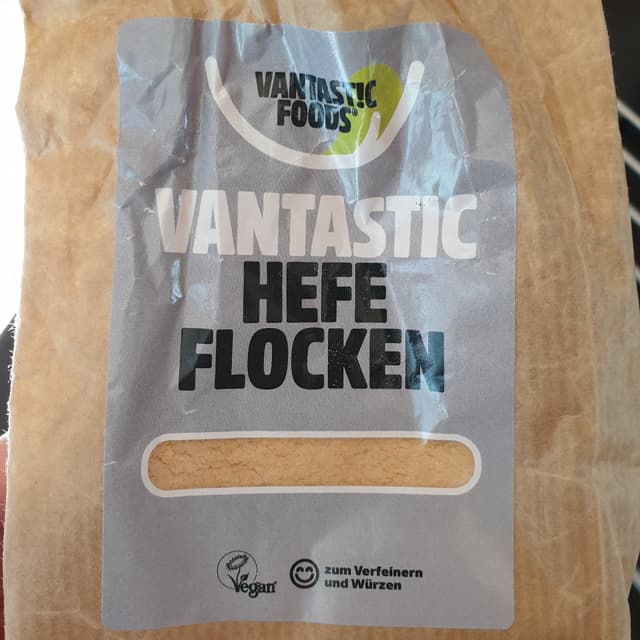 VANTASTIC
FOODS
VANTASTIC
HEFE
FLOCKEN
Vegan
zum Verfeinern
und Würzen